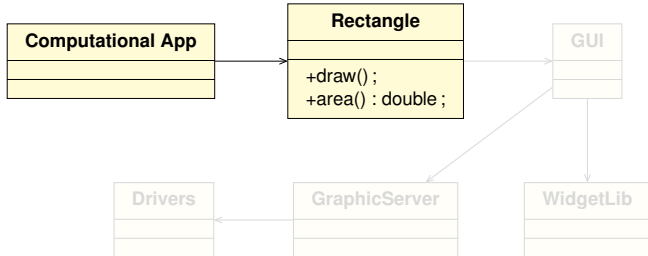 Computational App
Rectangle
+draw() ;
+area() : double ;
GUI
Drivers
GraphicServer
WidgetLib